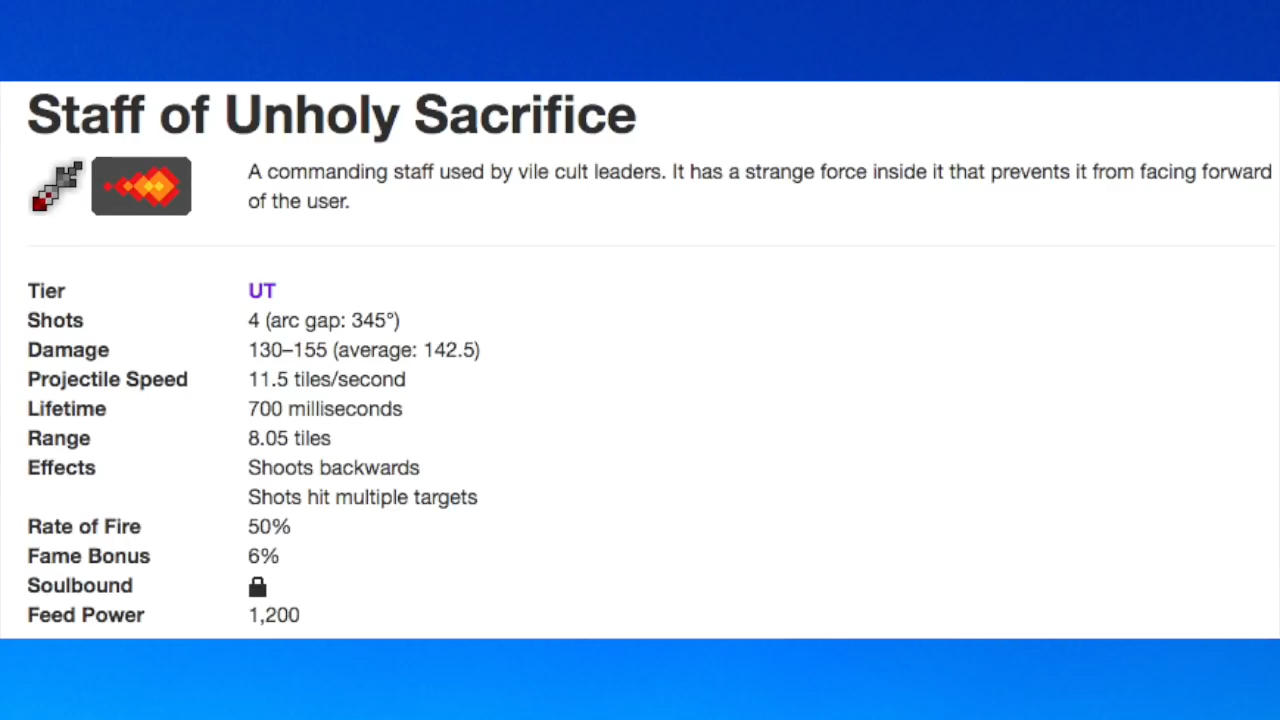 Staff of Unholy Sacrifice
A commanding staff used by vile cult leaders. It has a strange force inside it that prevents it from facing forward
of the user.
Tier UT
Shots 4 (arc gap: 345°)
Damage 130–155 (average: 142.5)
Projectile Speed 11.5 tiles/second
Lifetime 700 milliseconds
Range 8.05 tiles
Effects Shoots backwards
Shots hit multiple targets
Rate of Fire 50%
Fame Bonus 6%
Soulbound
Feed Power 1,200